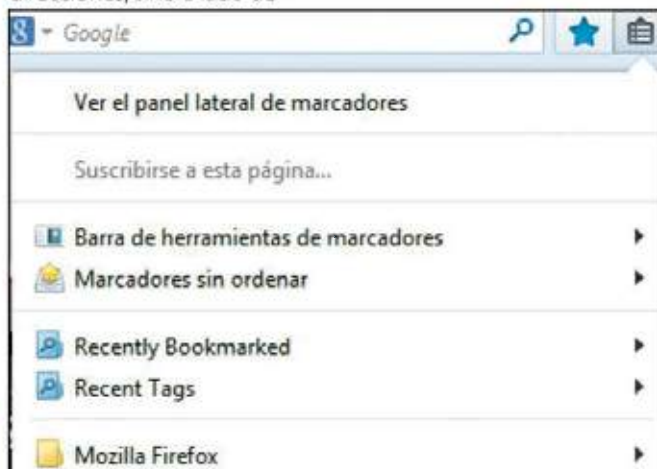 Google
Ver el panel lateral de marcadores
Suscribirse a esta página...
Barra de herramientas de marcadores
Marcadores sin ordenar
Recently Bookmarked
Recent Tags
Mozilla Firefox